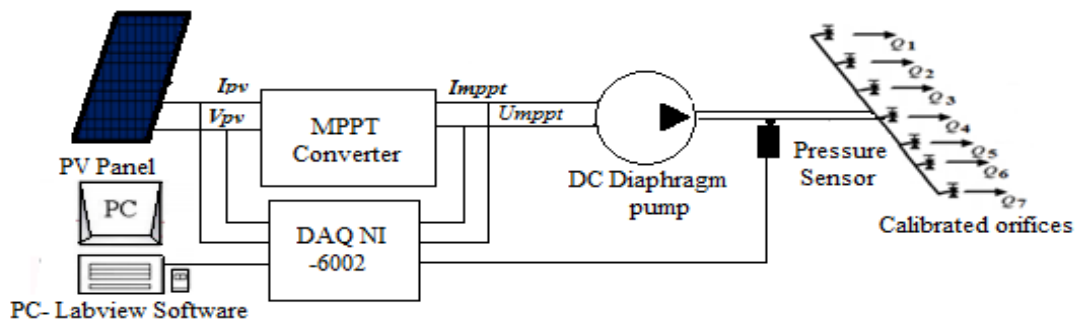 Ipv
Vpv
MPPT
Converter
Imppt
Umppt
PV Panel
PC
DAQ NI
-6002
PC- Labview Software
DC Diaphragm
pump
Pressure
Sensor
Q1
Q2
Q3
Q4
Q5
Q6
Q7
Calibrated orifices